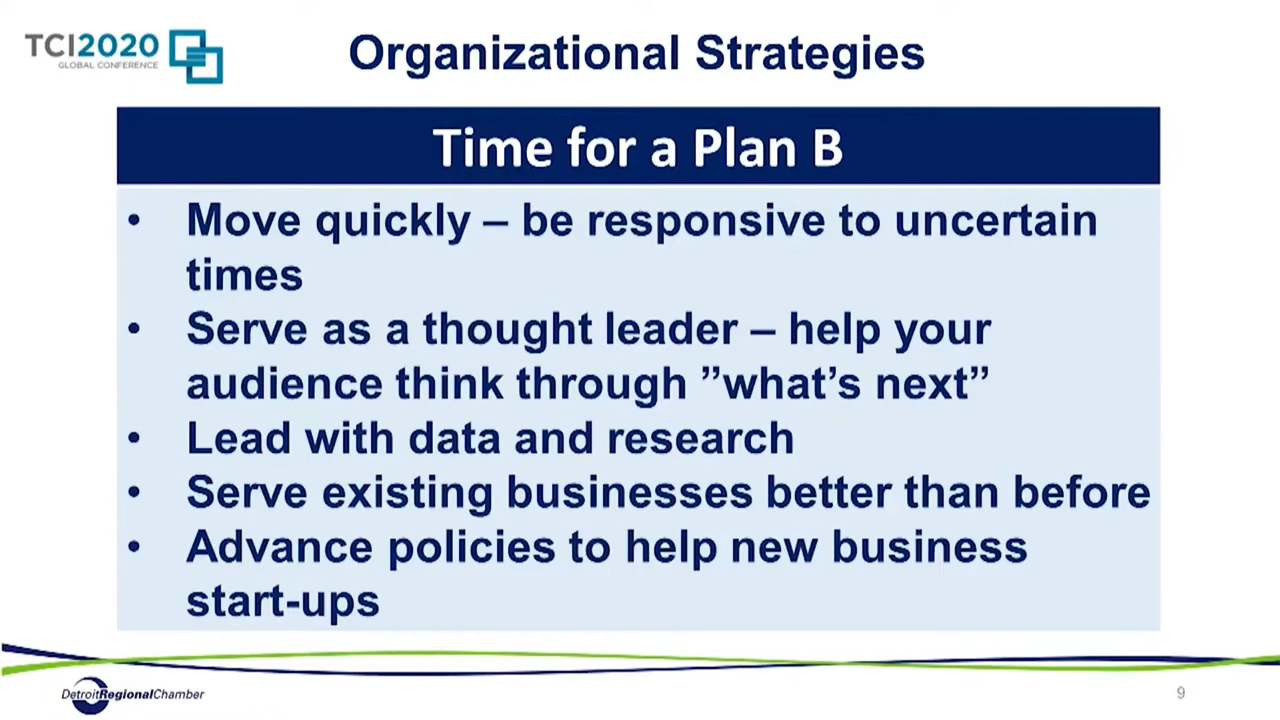 TCI2020
GLOBAL CONFERENCE
Organizational Strategies
Time for a Plan B
• Move quickly – be responsive to uncertain
times
• Serve as a thought leader – help your
audience think through ”what’s next”
• Lead with data and research
• Serve existing businesses better than before
• Advance policies to help new business
start-ups
DetroitRegionalChamber
9